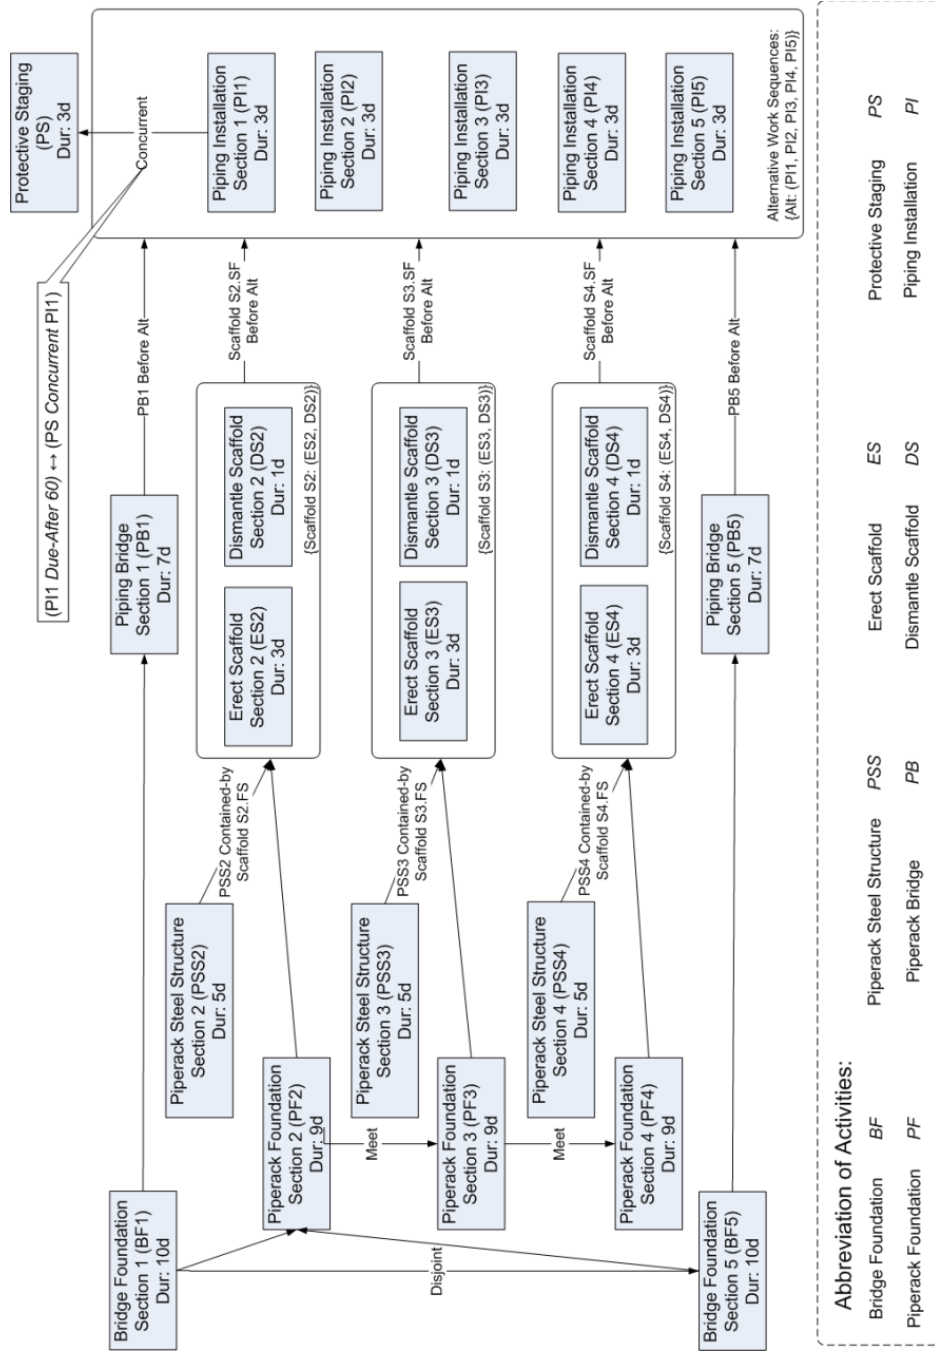 (PI1 Due-After 60) ↔ (PS Concurrent PI1)
Protective Staging
(PS)
Dur: 3d
Concurrent
Bridge Foundation
Section 1 (BF1)
Dur: 10d
Piping Bridge
Section 1 (PB1)
Dur: 7d
PB1 Before Alt
Piping Installation
Section 1 (PI1)
Dur: 3d
Piperack Steel Structure
Section 2 (PSS2)
Dur: 5d
PSS2 Contained-by
Scaffold S2.FS
Erect Scaffold
Section 2 (ES2)
Dur: 3d
Dismantle Scaffold
Section 2 (DS2)
Dur: 1d
{Scaffold S2: (ES2, DS2)}
Scaffold S2.SF
Before Alt
Piping Installation
Section 2 (PI2)
Dur: 3d
Piperack Foundation
Section 2 (PF2)
Dur: 9d
Meet
Piperack Steel Structure
Section 3 (PSS3)
Dur: 5d
PSS3 Contained-by
Scaffold S3.FS
Erect Scaffold
Section 3 (ES3)
Dur: 3d
Dismantle Scaffold
Section 3 (DS3)
Dur: 1d
{Scaffold S3: (ES3, DS3)}
Scaffold S3.SF
Before Alt
Piping Installation
Section 3 (PI3)
Dur: 3d
Disjoint
Piperack Foundation
Section 3 (PF3)
Dur: 9d
Meet
Piperack Steel Structure
Section 4 (PSS4)
Dur: 5d
PSS4 Contained-by
Scaffold S4.FS
Erect Scaffold
Section 4 (ES4)
Dur: 3d
Dismantle Scaffold
Section 4 (DS4)
Dur: 1d
{Scaffold S4: (ES4, DS4)}
Scaffold S4.SF
Before Alt
Piping Installation
Section 4 (PI4)
Dur: 3d
Piperack Foundation
Section 4 (PF4)
Dur: 9d
Bridge Foundation
Section 5 (BF5)
Dur: 10d
Piping Bridge
Section 5 (PB5)
Dur: 7d
PB5 Before Alt
Piping Installation
Section 5 (PI5)
Dur: 3d
Alternative Work Sequences:
{Alt: (PI1, PI2, PI3, PI4, PI5)}
Abbreviation of Activities:
Bridge Foundation BF Piperack Steel Structure PSS Erect Scaffold ES Protective Staging PS
Piperack Foundation PF Piperack Bridge PB Dismantle Scaffold DS Piping Installation PI